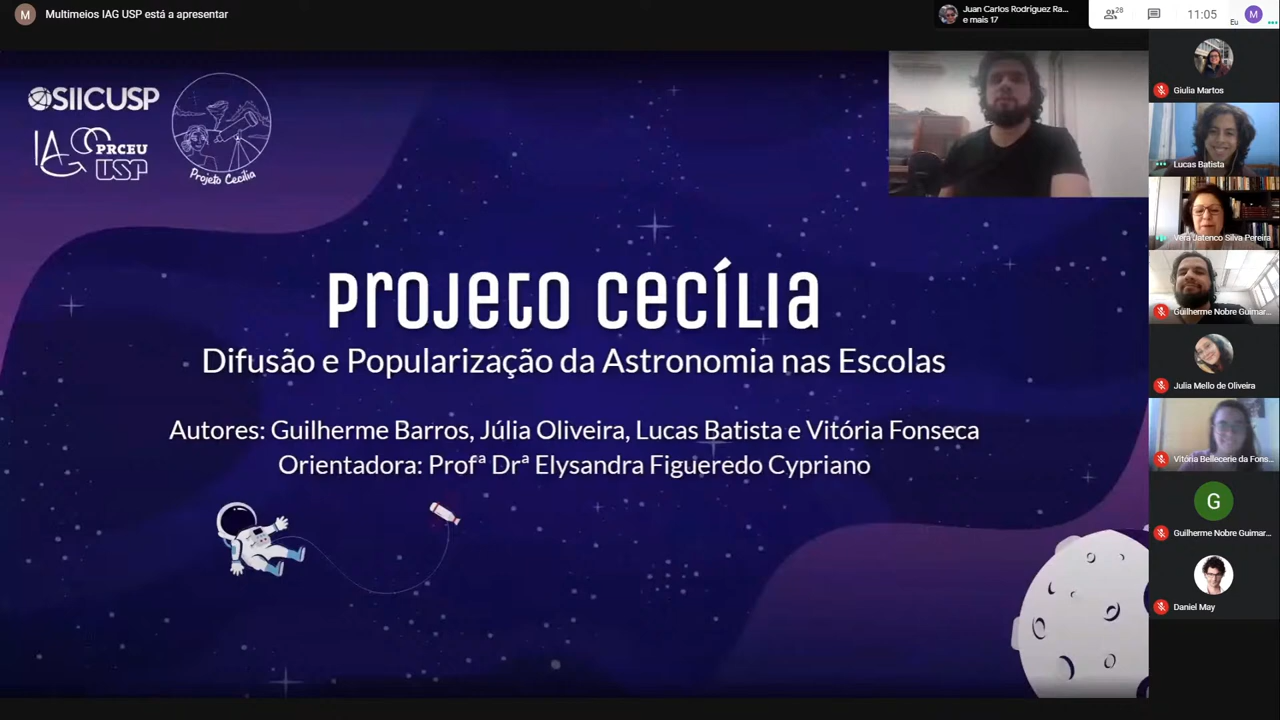 M
Multimeios IAG USP está a apresentar
Juan Carlos Rodríguez Ra...
e mais 17
28
11:05
Eu
M
SIICUSP
IAG
PRCEU
USP
Projeto Cecília
Projeto Cecília
Difusão e Popularização da Astronomia nas Escolas
Autores: Guilherme Barros, Júlia Oliveira, Lucas Batista e Vitória Fonseca
Orientadora: Profª Drª Elysandra Figueredo Cypriano
Giulia Martos
Lucas Batista
Vera Jatenco Silva Pereira
Guilherme Nobre Guimar...
Julia Mello de Oliveira
Vitória Bellecerie da Fons...
G
Guilherme Nobre Guimar...
Daniel May